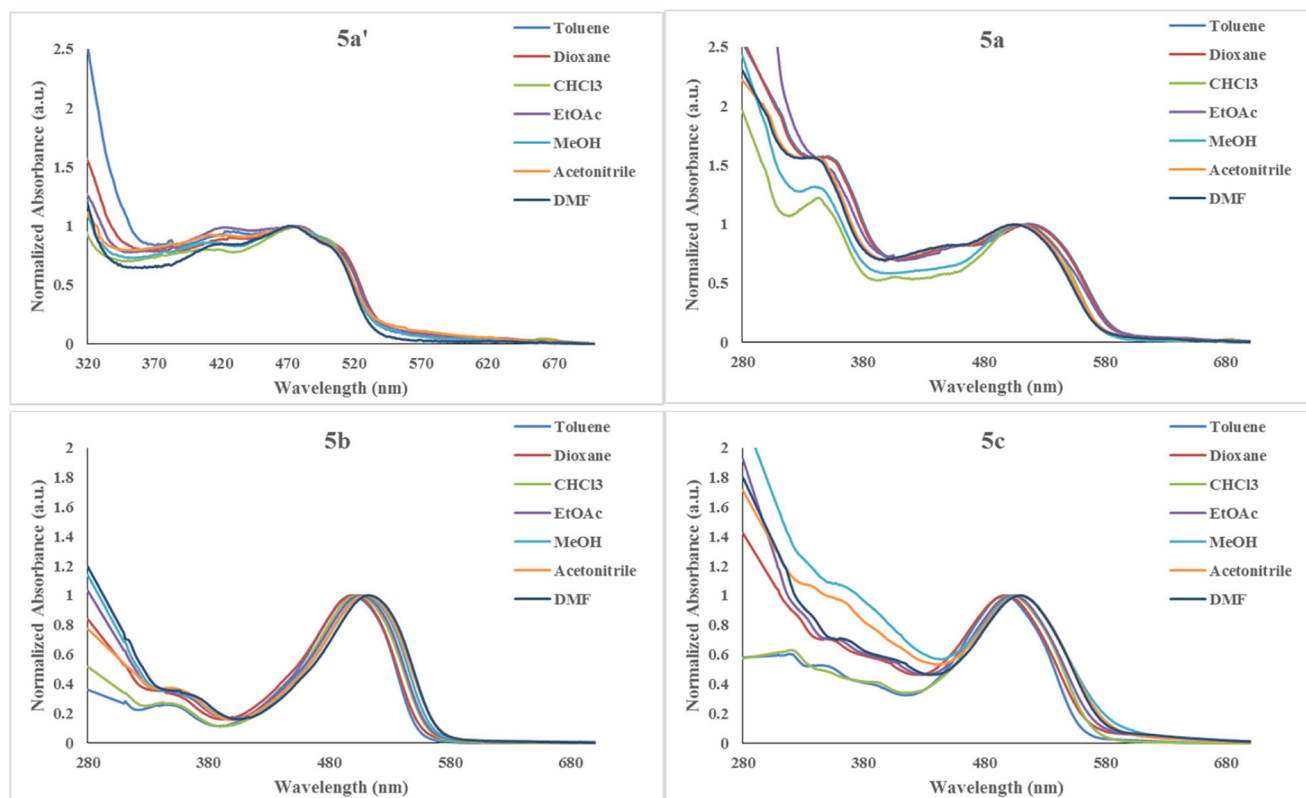 5a'
Normalized Absorbance (a.u.)
2.5
2
1.5
1
0.5
0
320 370 420 470 520 570 620 670
Wavelength (nm)
Toluene
Dioxane
CHCl3
EtOAc
MeOH
Acetonitrile
DMF
5a
Normalized Absorbance (a.u.)
2.5
2
1.5
1
0.5
0
280 380 480 580 680
Wavelength (nm)
Toluene
Dioxane
CHCl3
EtOAc
MeOH
Acetonitrile
DMF
5b
Normalized Absorbance (a.u.)
2
1.8
1.6
1.4
1.2
1
0.8
0.6
0.4
0.2
0
280 380 480 580 680
Wavelength (nm)
Toluene
Dioxane
CHCl3
EtOAc
MeOH
Acetonitrile
DMF
5c
Normalized Absorbance (a.u.)
2
1.8
1.6
1.4
1.2
1
0.8
0.6
0.4
0.2
0
280 380 480 580 680
Wavelength (nm)
Toluene
Dioxane
CHCl3
EtOAc
MeOH
Acetonitrile
DMF